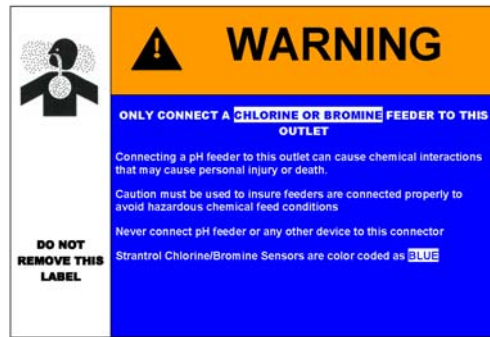 WARNING
ONLY CONNECT A CHLORINE OR BROMINE FEEDER TO THIS
OUTLET
Connecting a pH feeder to this outlet can cause chemical interactions
that may cause personal injury or death.
Caution must be used to insure feeders are connected properly to
avoid hazardous chemical feed conditions
Never connect pH feeder or any other device to this connector
Strantrol Chlorine/Bromine Sensors are color coded as BLUE
DO NOT
REMOVE THIS
LABEL